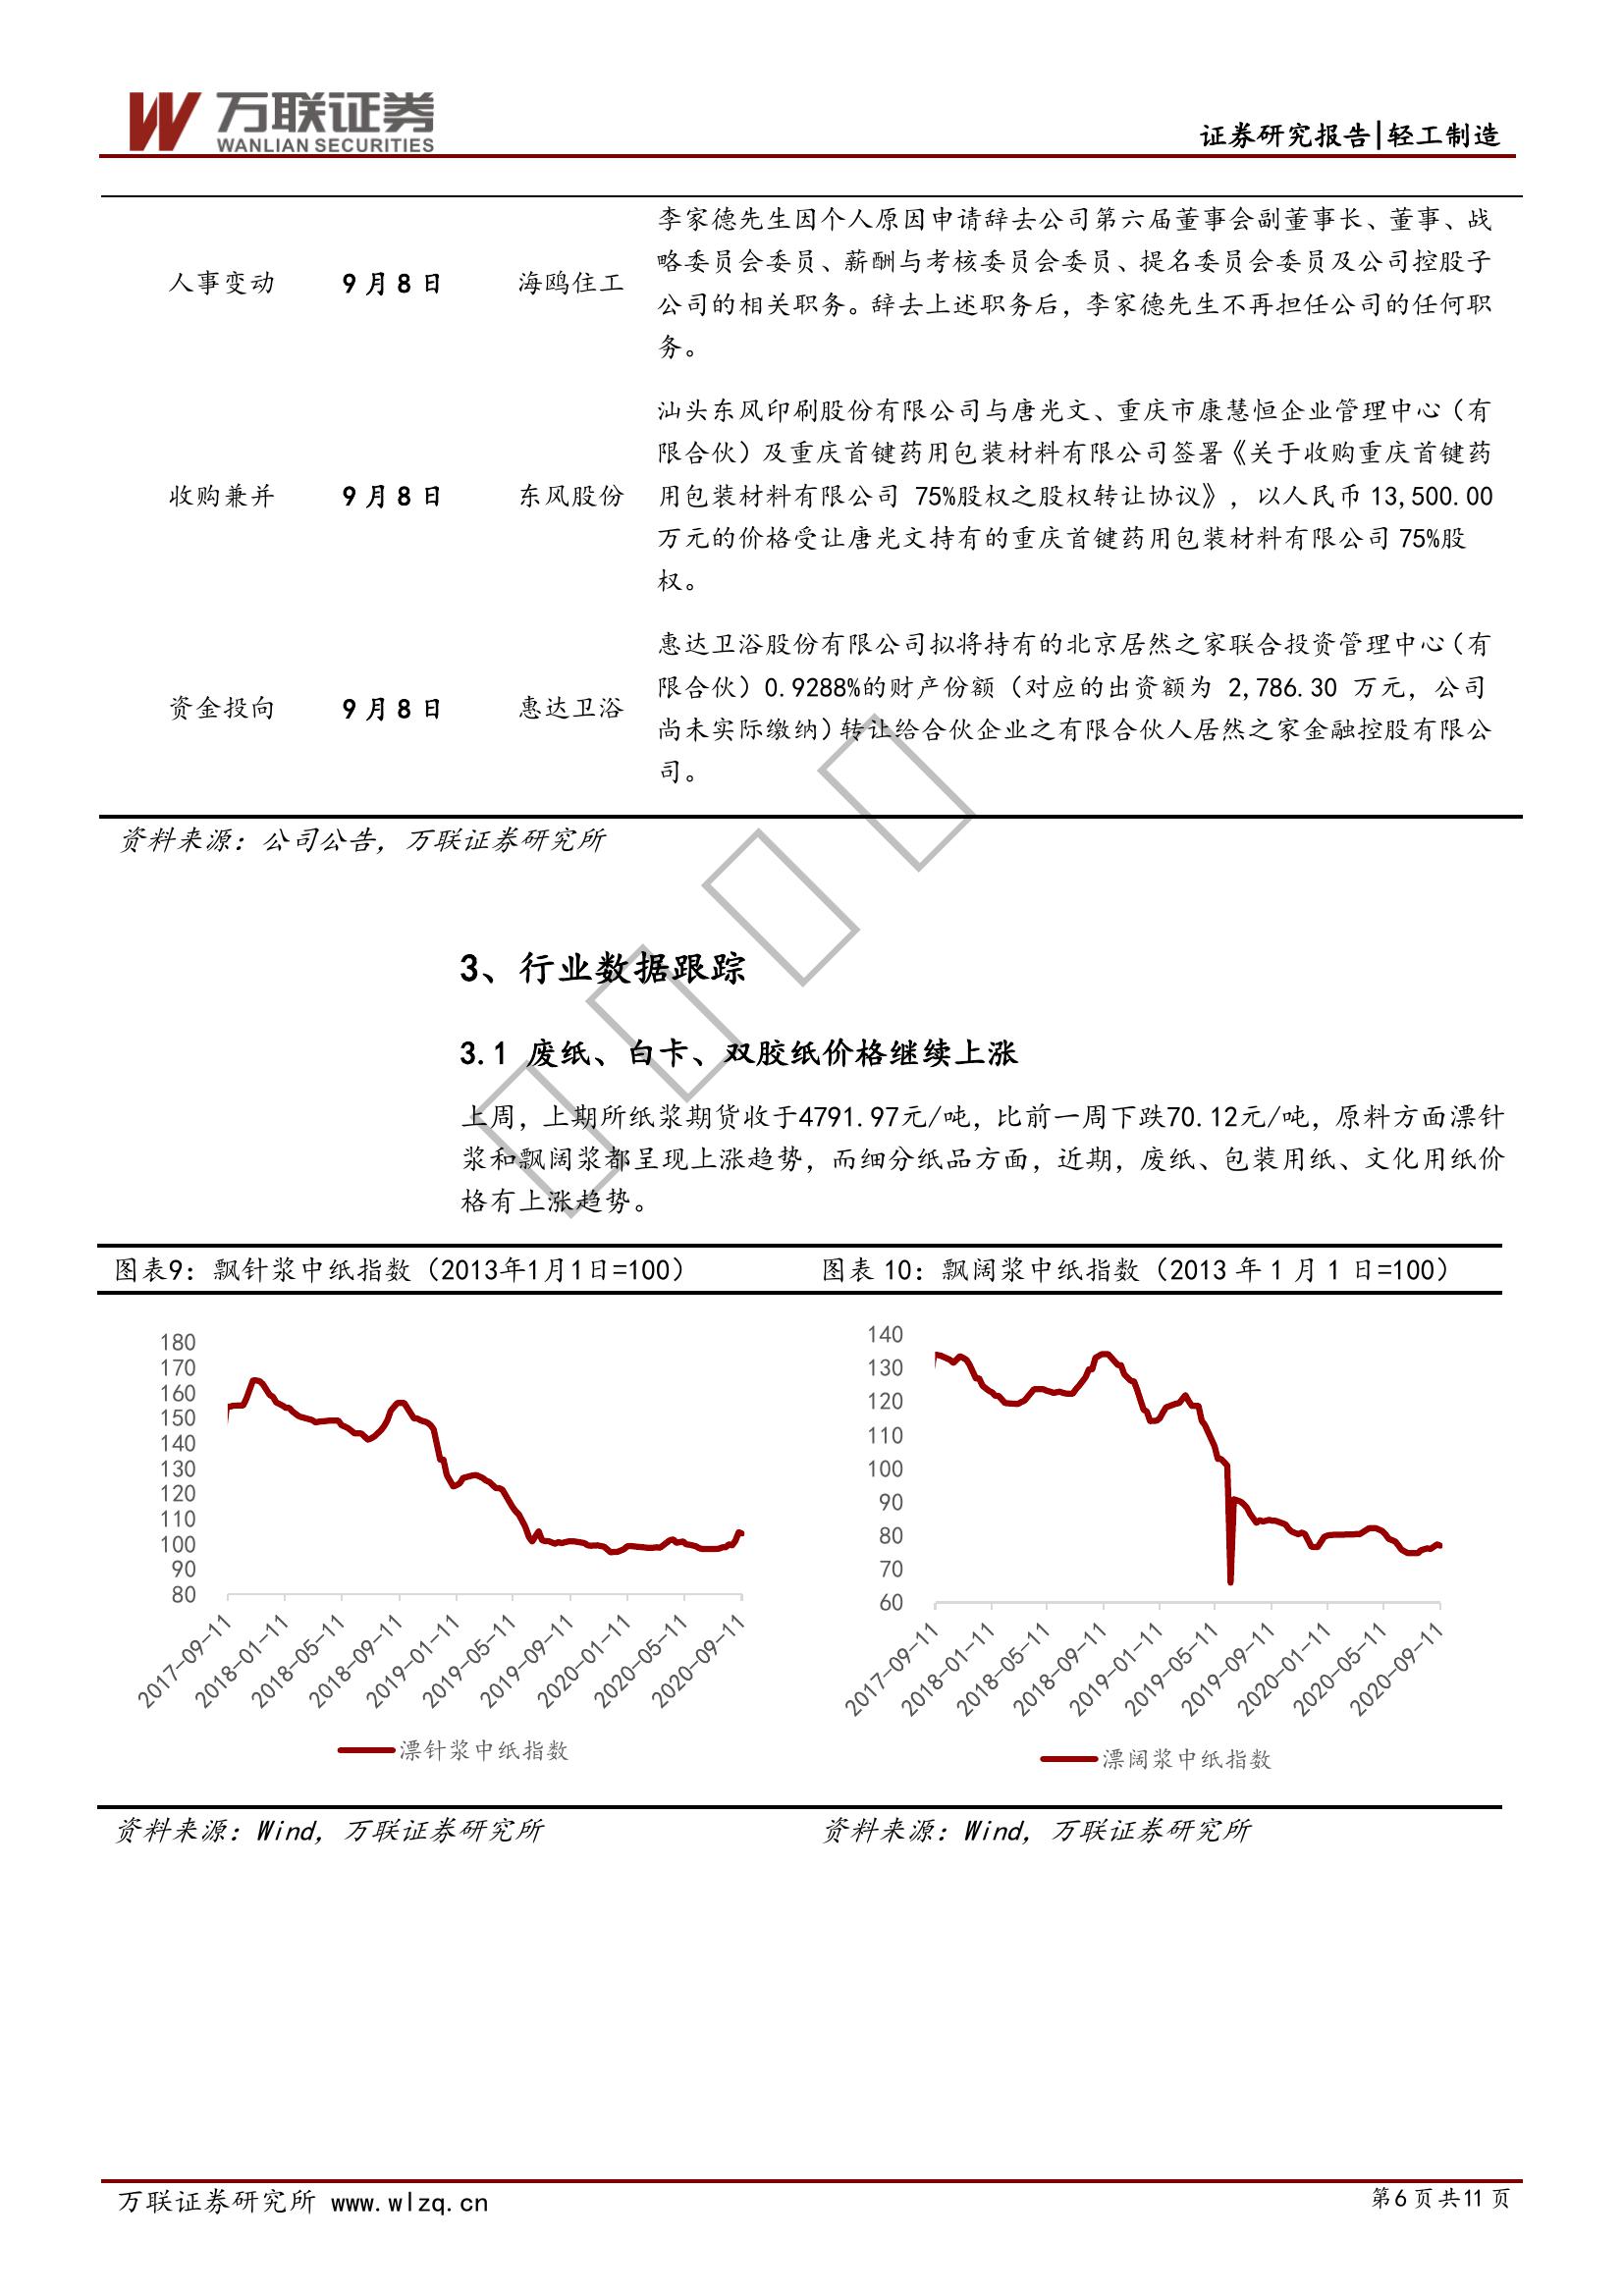 万联证券
WANLIAN SECURITIES
证券研究报告|轻工制造
李家德先生因个人原因申请辞去公司第六届董事会副董事长、董事、战
略委员会委员、薪酬与考核委员会委员、提名委员会委员及公司控股子
人事变动 9月8日 海鸥住工
公司的相关职务。辞去上述职务后，李家德先生不再担任公司的任何职
务。
汕头东风印刷股份有限公司与唐光文、重庆市康慧恒企业管理中心（有
限合伙）及重庆首键药用包装材料有限公司签署《关于收购重庆首键药
收购兼并 9月8日 东风股份 用包装材料有限公司 75%股权之股权转让协议》，以人民币 13,500.00
万元的价格受让唐光文持有的重庆首键药用包装材料有限公司 75%股
权。
惠达卫浴股份有限公司拟将持有的北京居然之家联合投资管理中心（有
限合伙）0.9288%的财产份额（对应的出资额为 2,786.30 万元，公司
资金投向 9月8日 惠达卫浴
尚未实际缴纳）转让给合伙企业之有限合伙人居然之家金融控股有限公
司。
资料来源：公司公告，万联证券研究所
3、行业数据跟踪
3.1 废纸、白卡、双胶纸价格继续上涨
上周，上期所纸浆期货收于4791.97元/吨，比前一周下跌70.12元/吨，原料方面漂针
浆和飘阔浆都呈现上涨趋势，而细分纸品方面，近期，废纸、包装用纸、文化用纸价
格有上涨趋势。
图表9：飘针浆中纸指数（2013年1月1日=100）
180
170
160
150
140
130
120
110
100
90
80
2017-09-11
2018-01-11
2018-05-11
2018-09-11
2019-01-11
2019-05-11
2019-09-11
2020-01-11
2020-05-11
2020-09-11
漂针浆中纸指数
资料来源：Wind，万联证券研究所
图表 10：飘阔浆中纸指数（2013 年 1 月 1 日=100）
140
130
120
110
100
90
80
70
60
2017-09-11
2018-01-11
2018-05-11
2018-09-11
2019-01-11
2019-05-11
2019-09-11
2020-01-11
2020-05-11
2020-09-11
漂阔浆中纸指数
资料来源：Wind，万联证券研究所
万联证券研究所 www.wlzq.cn
第6页共11页